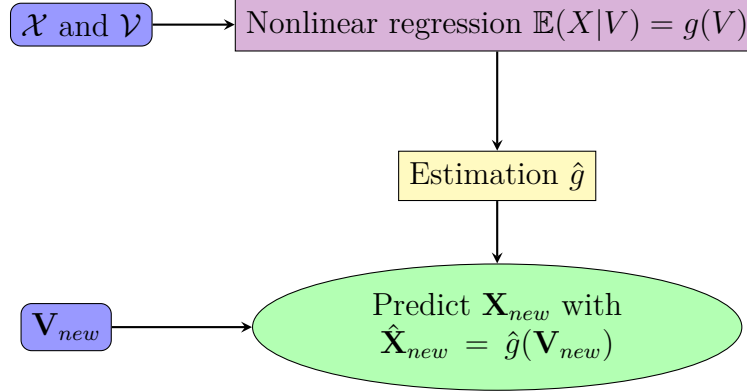 𝒳 and 𝒱
Nonlinear regression 𝔼(X|V) = g(V)
Estimation ĝ
Predict 𝐗_new with
𝐗̂_new = ĝ(𝐕_new)
𝐕_new